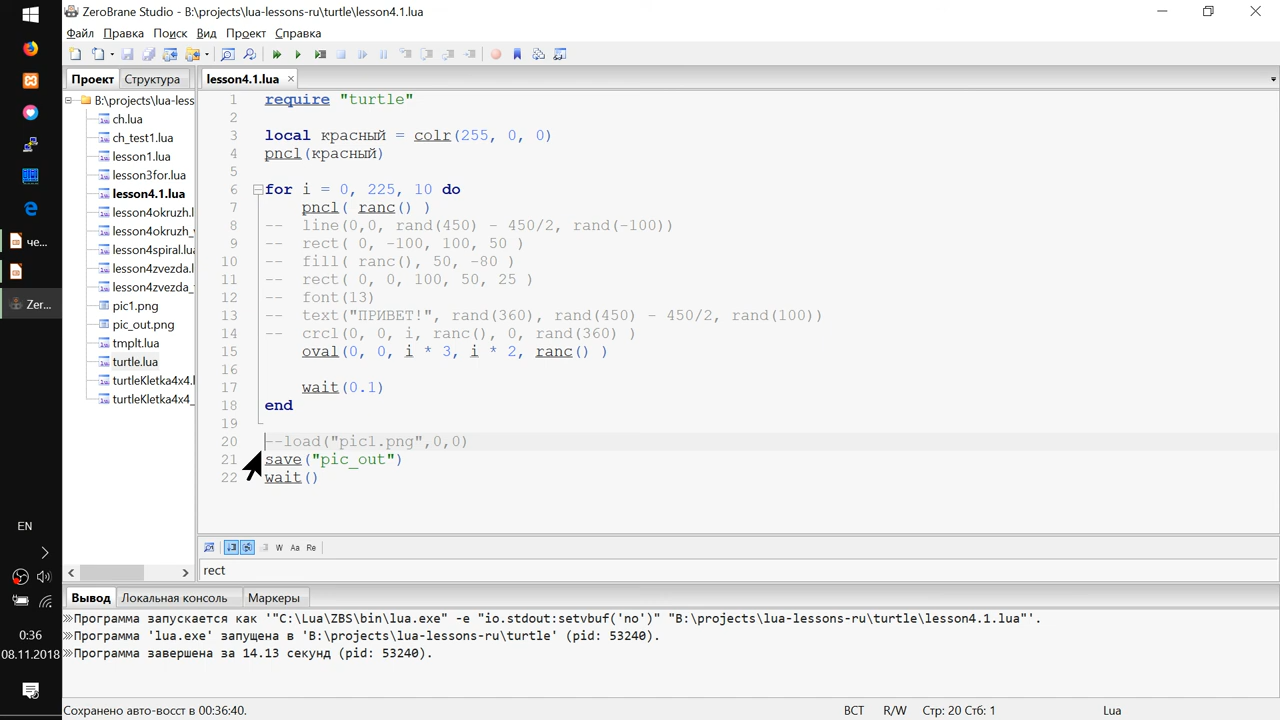 ZeroBrane Studio - B:\projects\lua-lessons-ru\turtle\lesson4.1.lua
Файл Правка Поиск Вид Проект Справка
Проект Структура
lesson4.1.lua
B:\projects\lua-less
ch.lua
ch_test1.lua
lesson1.lua
lesson3for.lua
lesson4.1.lua
lesson4okruzh.l
lesson4okruzh_
lesson4spiral.lua
lesson4zvezda.l
lesson4zvezda_
pic1.png
pic_out.png
tmplt.lua
turtle.lua
turtleKletka4x4.l
turtleKletka4x4_
1 require "turtle"
2
3 local красный = colr(255, 0, 0)
4 pncl(красный)
5
6 for i = 0, 225, 10 do
7 pncl( ranc() )
8 -- line(0,0, rand(450) - 450/2, rand(-100))
9 -- rect( 0, -100, 100, 50 )
10 -- fill( ranc(), 50, -80 )
11 -- rect( 0, 0, 100, 50, 25 )
12 -- font(13)
13 -- text("ПРИВЕТ!", rand(360), rand(450) - 450/2, rand(100))
14 -- crcl(0, 0, i, ranc(), 0, rand(360) )
15 oval(0, 0, i * 3, i * 2, ranc() )
16
17 wait(0.1)
18 end
19
20 --load("pic1.png",0,0)
21 save("pic_out")
22 wait()
W Aa Re
rect
Вывод Локальная консоль Маркеры
Программа запускается как '"C:\Lua\ZBS\bin\lua.exe" -e "io.stdout:setvbuf('no')" "B:\projects\lua-lessons-ru\turtle\lesson4.1.lua"'.
Программа 'lua.exe' запущена в 'B:\projects\lua-lessons-ru\turtle' (pid: 53240).
Программа завершена за 14.13 секунд (pid: 53240).
Сохранено авто-восст в 00:36:40.
ВСТ R/W Стр: 20 Стб: 1 Lua
че...
Zer...
EN
0:36
08.11.2018